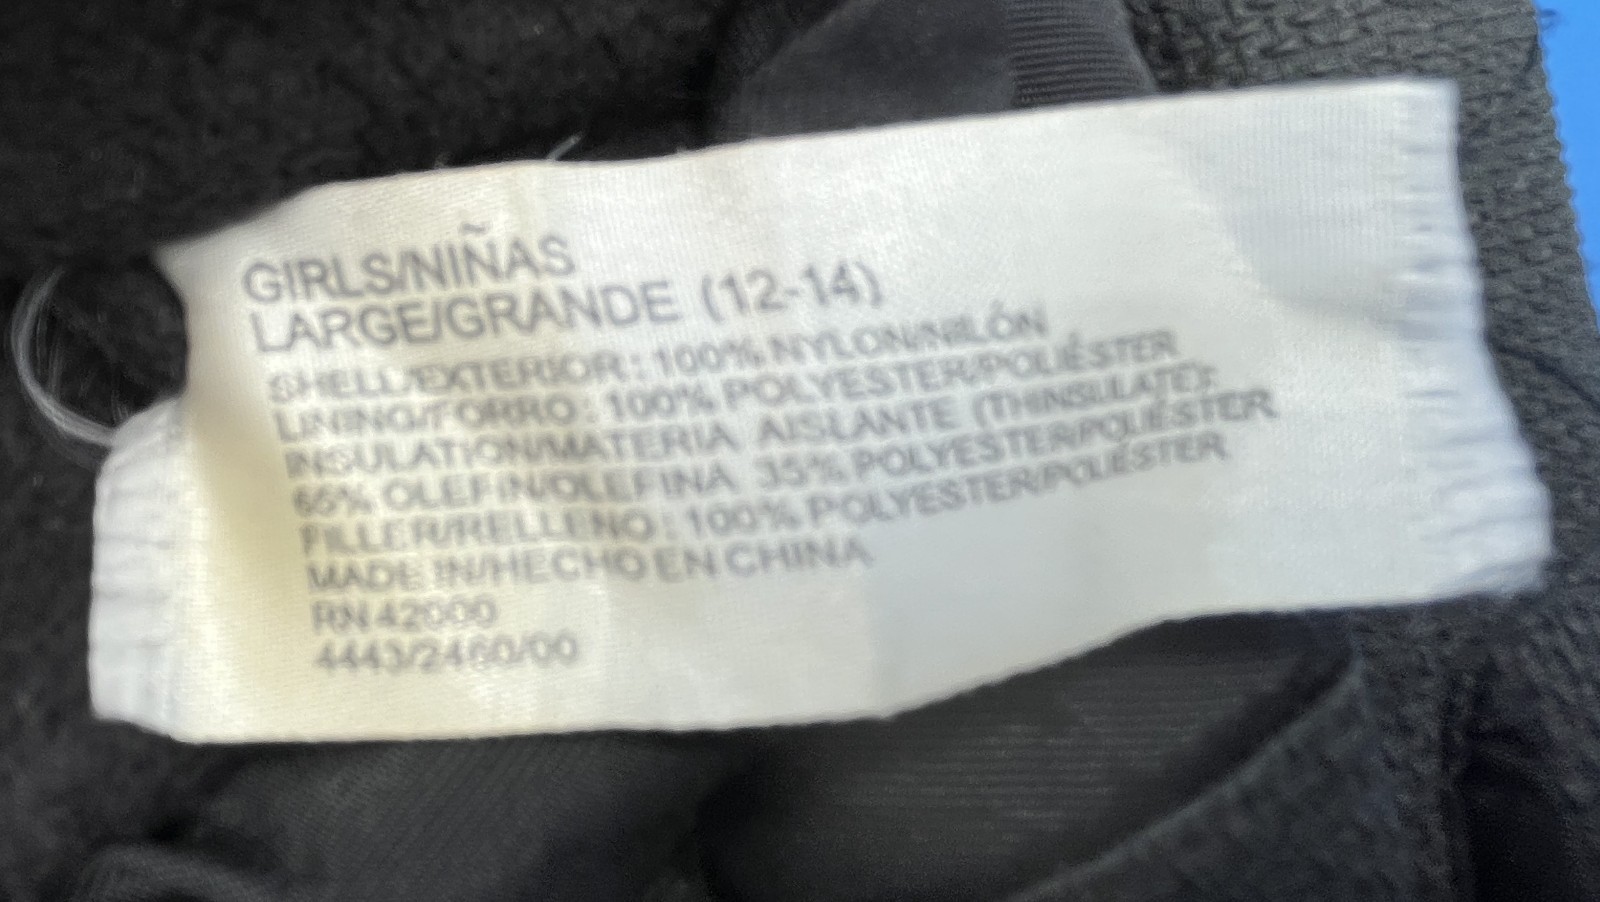 GIRLS/NIÑAS
LARGE/GRANDE (12-14)
SHELL/EXTERIOR: 100% NYLON/NILÓN
LINING/FORRO: 100% POLYESTER/POLIÉSTER
INSULATION/MATERIA AISLANTE (THINSULATE):
65% OLEFIN/OLEFINA 35% POLYESTER/POLIÉSTER
FILLER/RELLENO: 100% POLYESTER/POLIÉSTER
MADE IN/HECHO EN CHINA
RN 42000
4443/2460/00